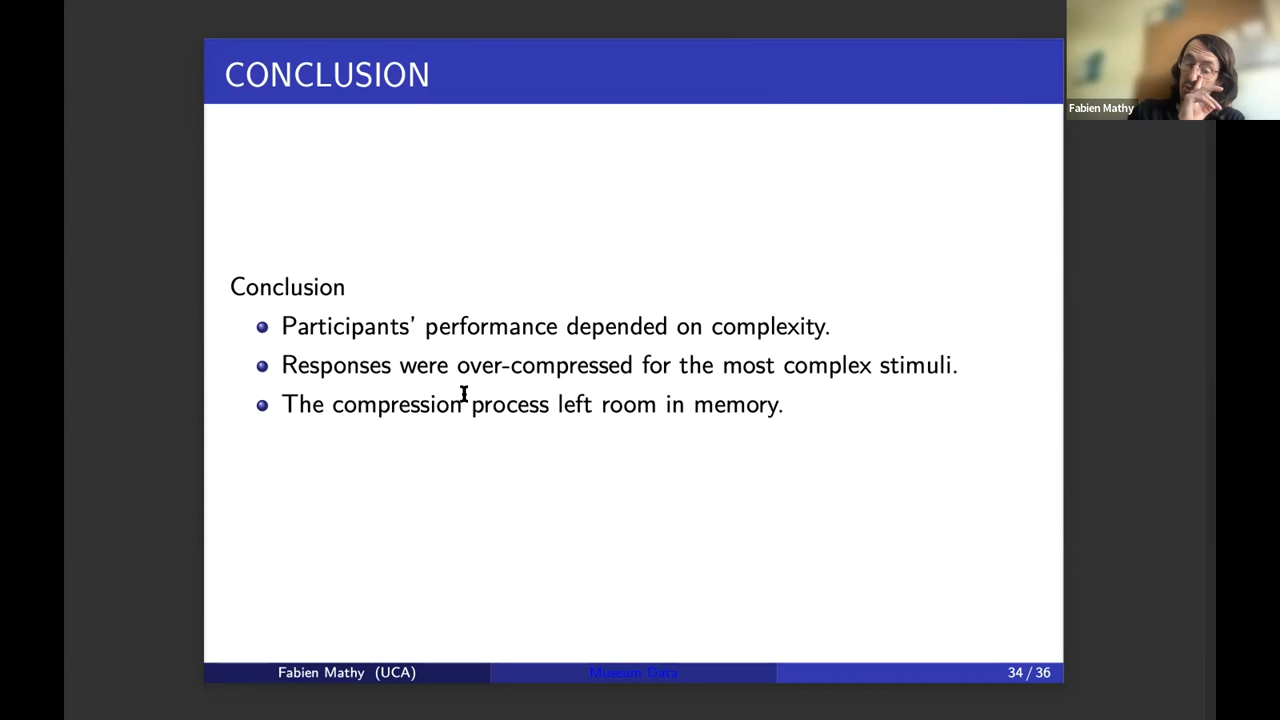 CONCLUSION
Fabien Mathy
Conclusion
Participants’ performance depended on complexity.
Responses were over-compressed for the most complex stimuli.
The compression process left room in memory.
Fabien Mathy (UCA)
Museum Data
34 / 36